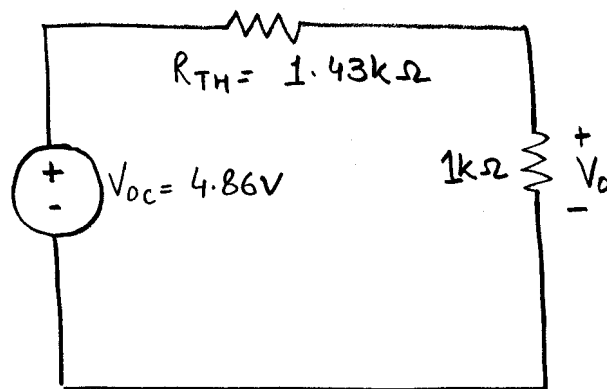 R_TH = 1.43kΩ
+
-
V_OC = 4.86V
1kΩ
+
V_o
-